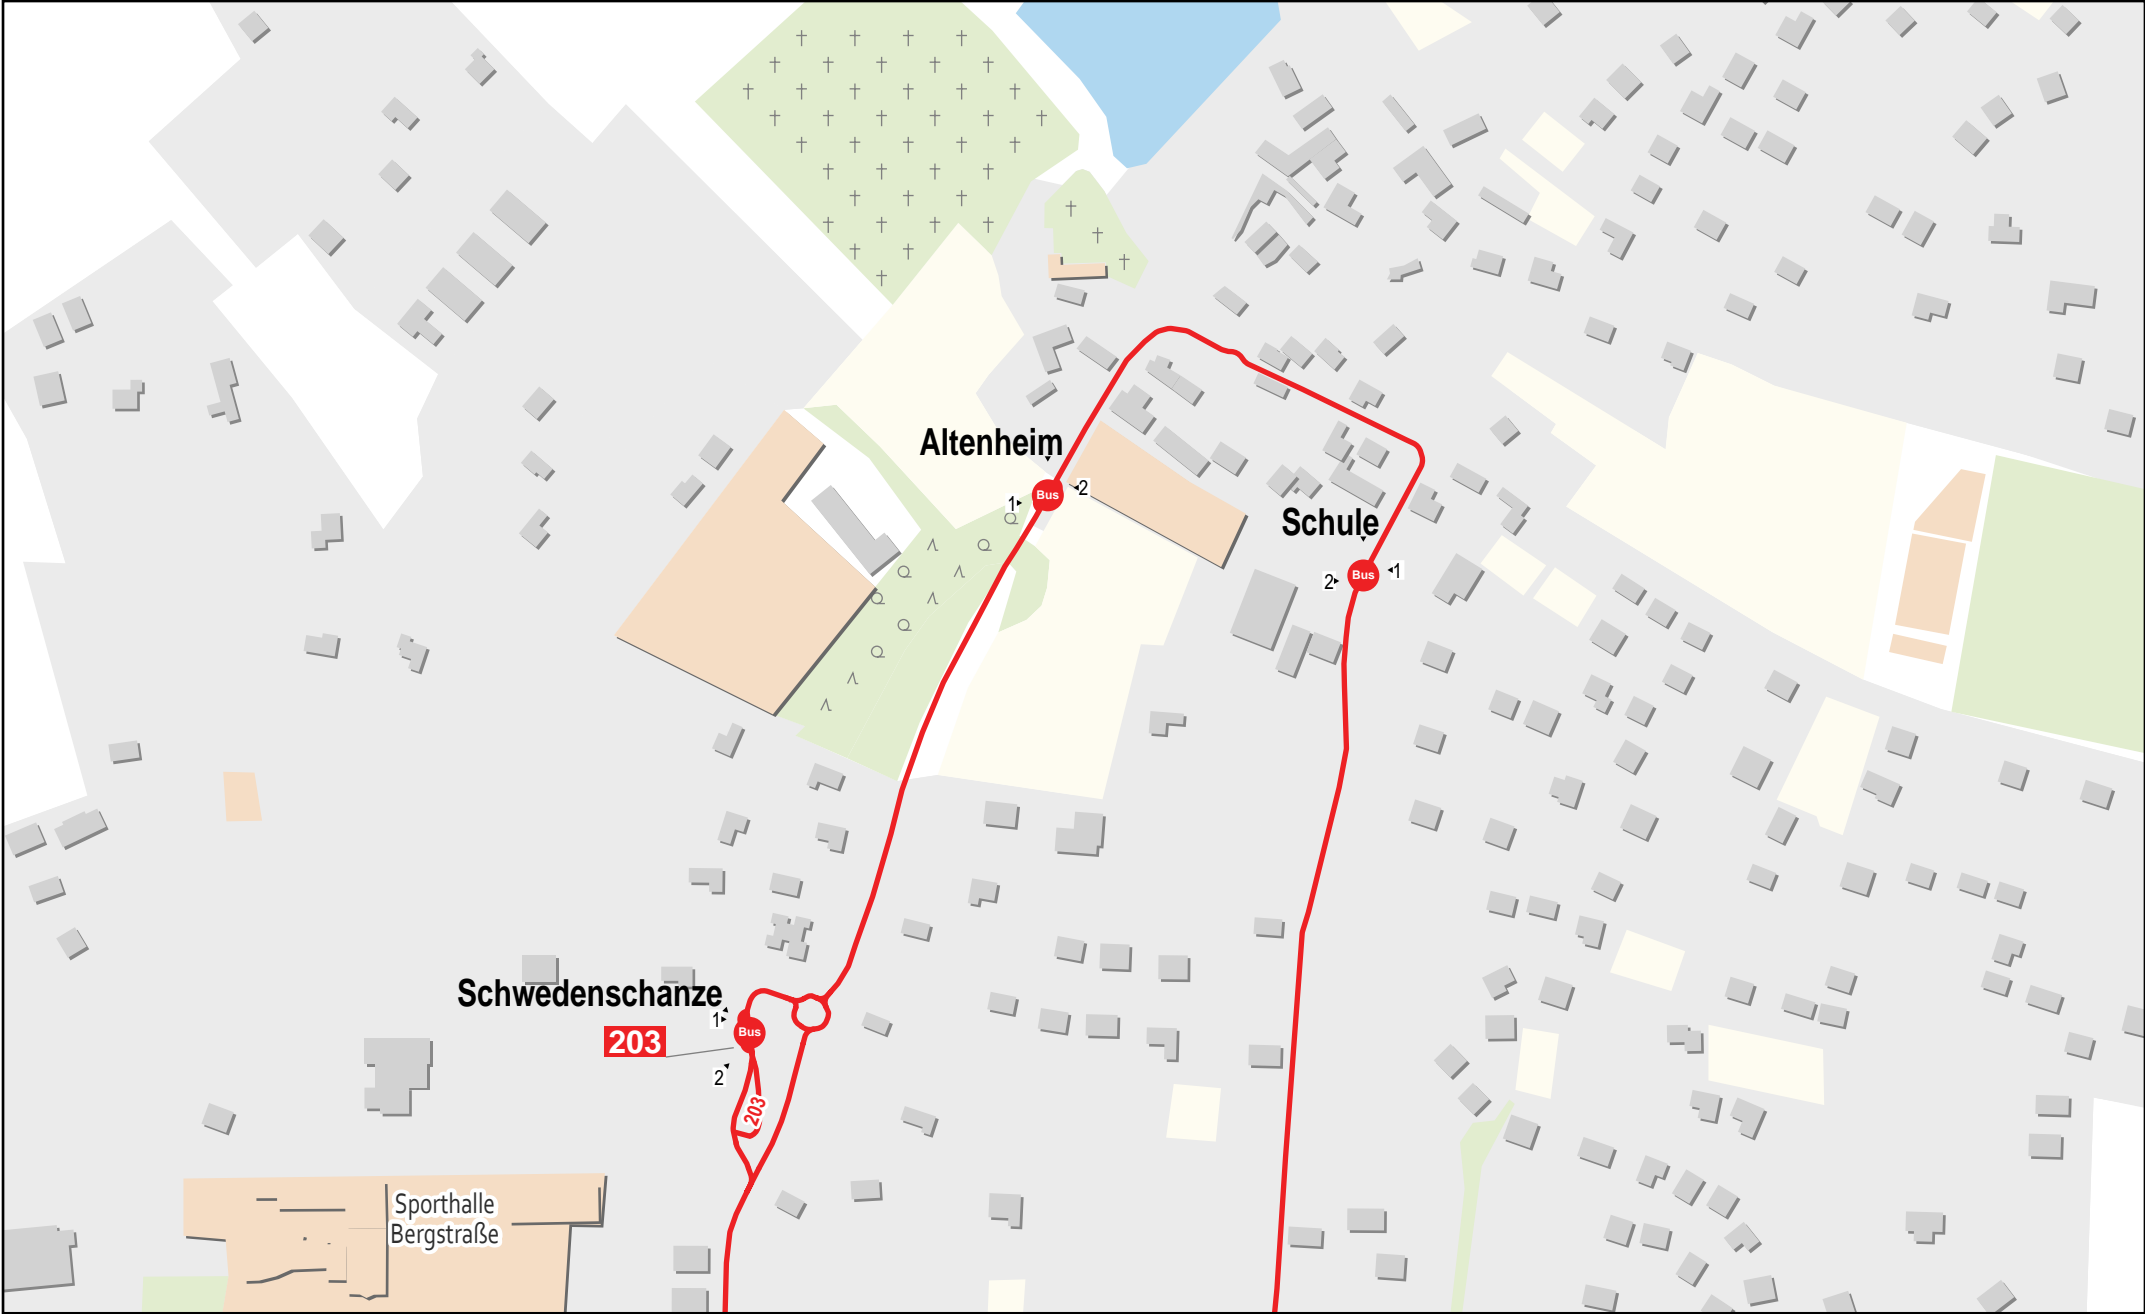 Altenheim
1
Bus
2
Schule
2
Bus
1
Schwedenschanze
1
Bus
203
2
203
Sporthalle
Bergstraße